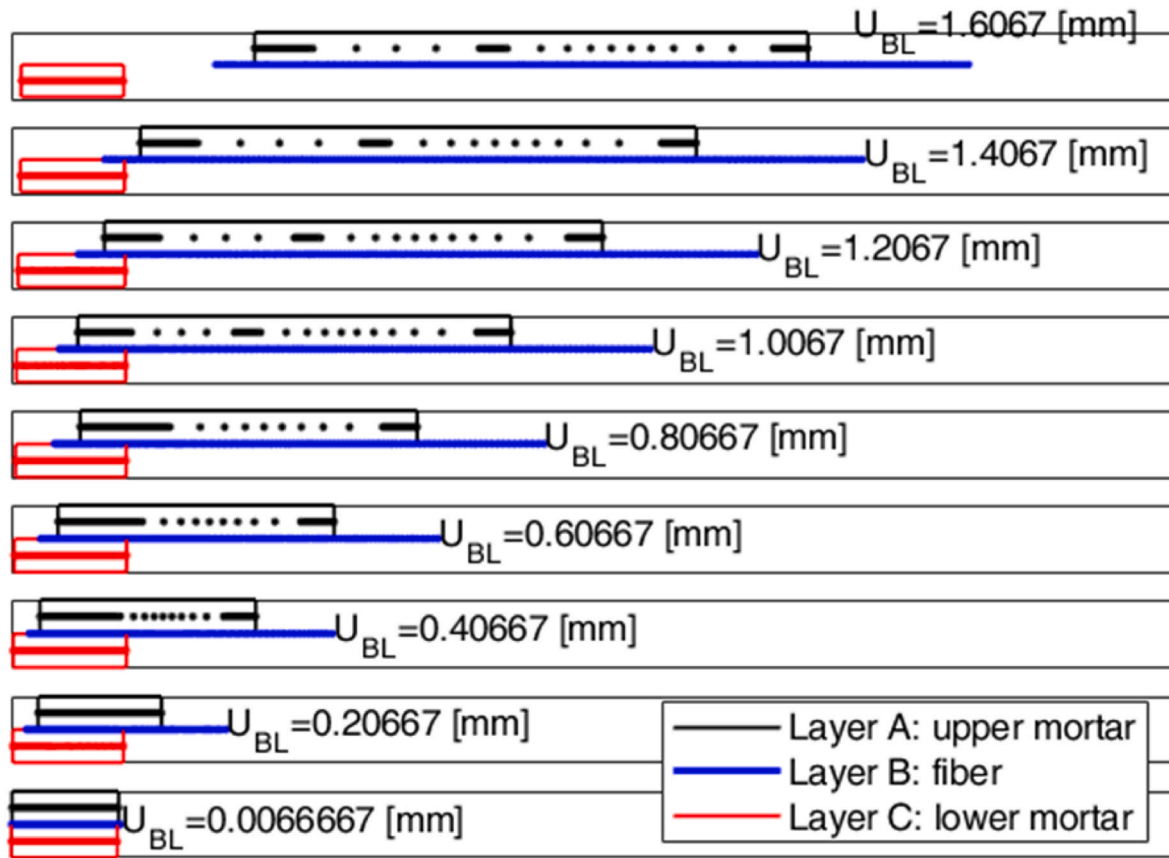 U_BL=1.6067 [mm]
U_BL=1.4067 [mm]
U_BL=1.2067 [mm]
U_BL=1.0067 [mm]
U_BL=0.80667 [mm]
U_BL=0.60667 [mm]
U_BL=0.40667 [mm]
U_BL=0.20667 [mm]
U_BL=0.0066667 [mm]
Layer A: upper mortar
Layer B: fiber
Layer C: lower mortar